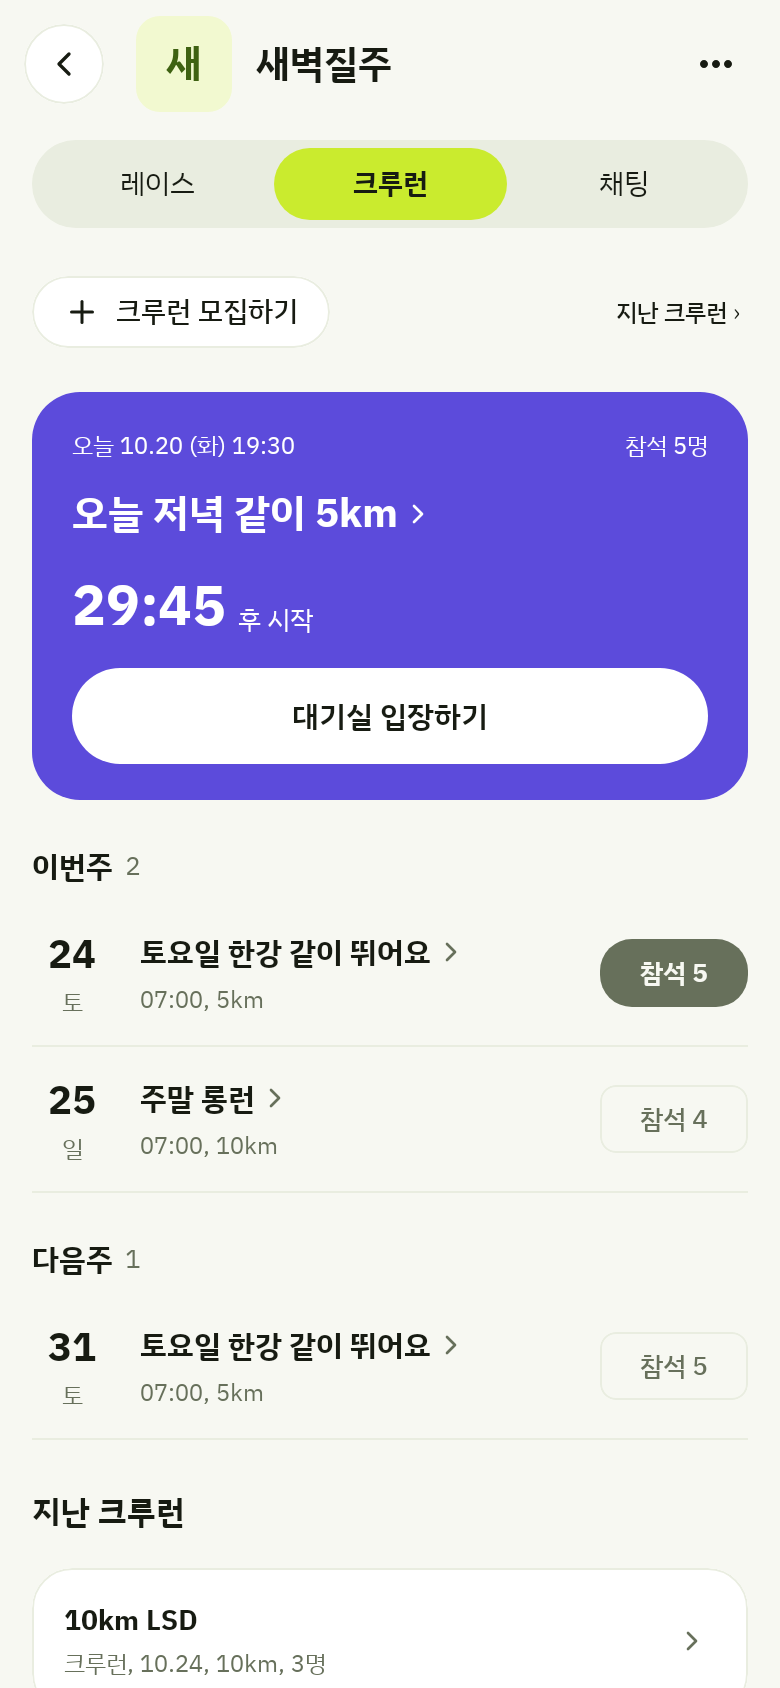 새 새벽질주
레이스 크루런 채팅
크루런 모집하기 지난 크루런 ›
오늘 10.20 (화) 19:30 참석 5명
오늘 저녁 같이 5km
29:45 후 시작
대기실 입장하기
이번주 2
24 토요일 한강 같이 뛰어요 참석 5
토 07:00, 5km
25 주말 롱런 참석 4
일 07:00, 10km
다음주 1
31 토요일 한강 같이 뛰어요 참석 5
토 07:00, 5km
지난 크루런
10km LSD
크루런, 10.24, 10km, 3명